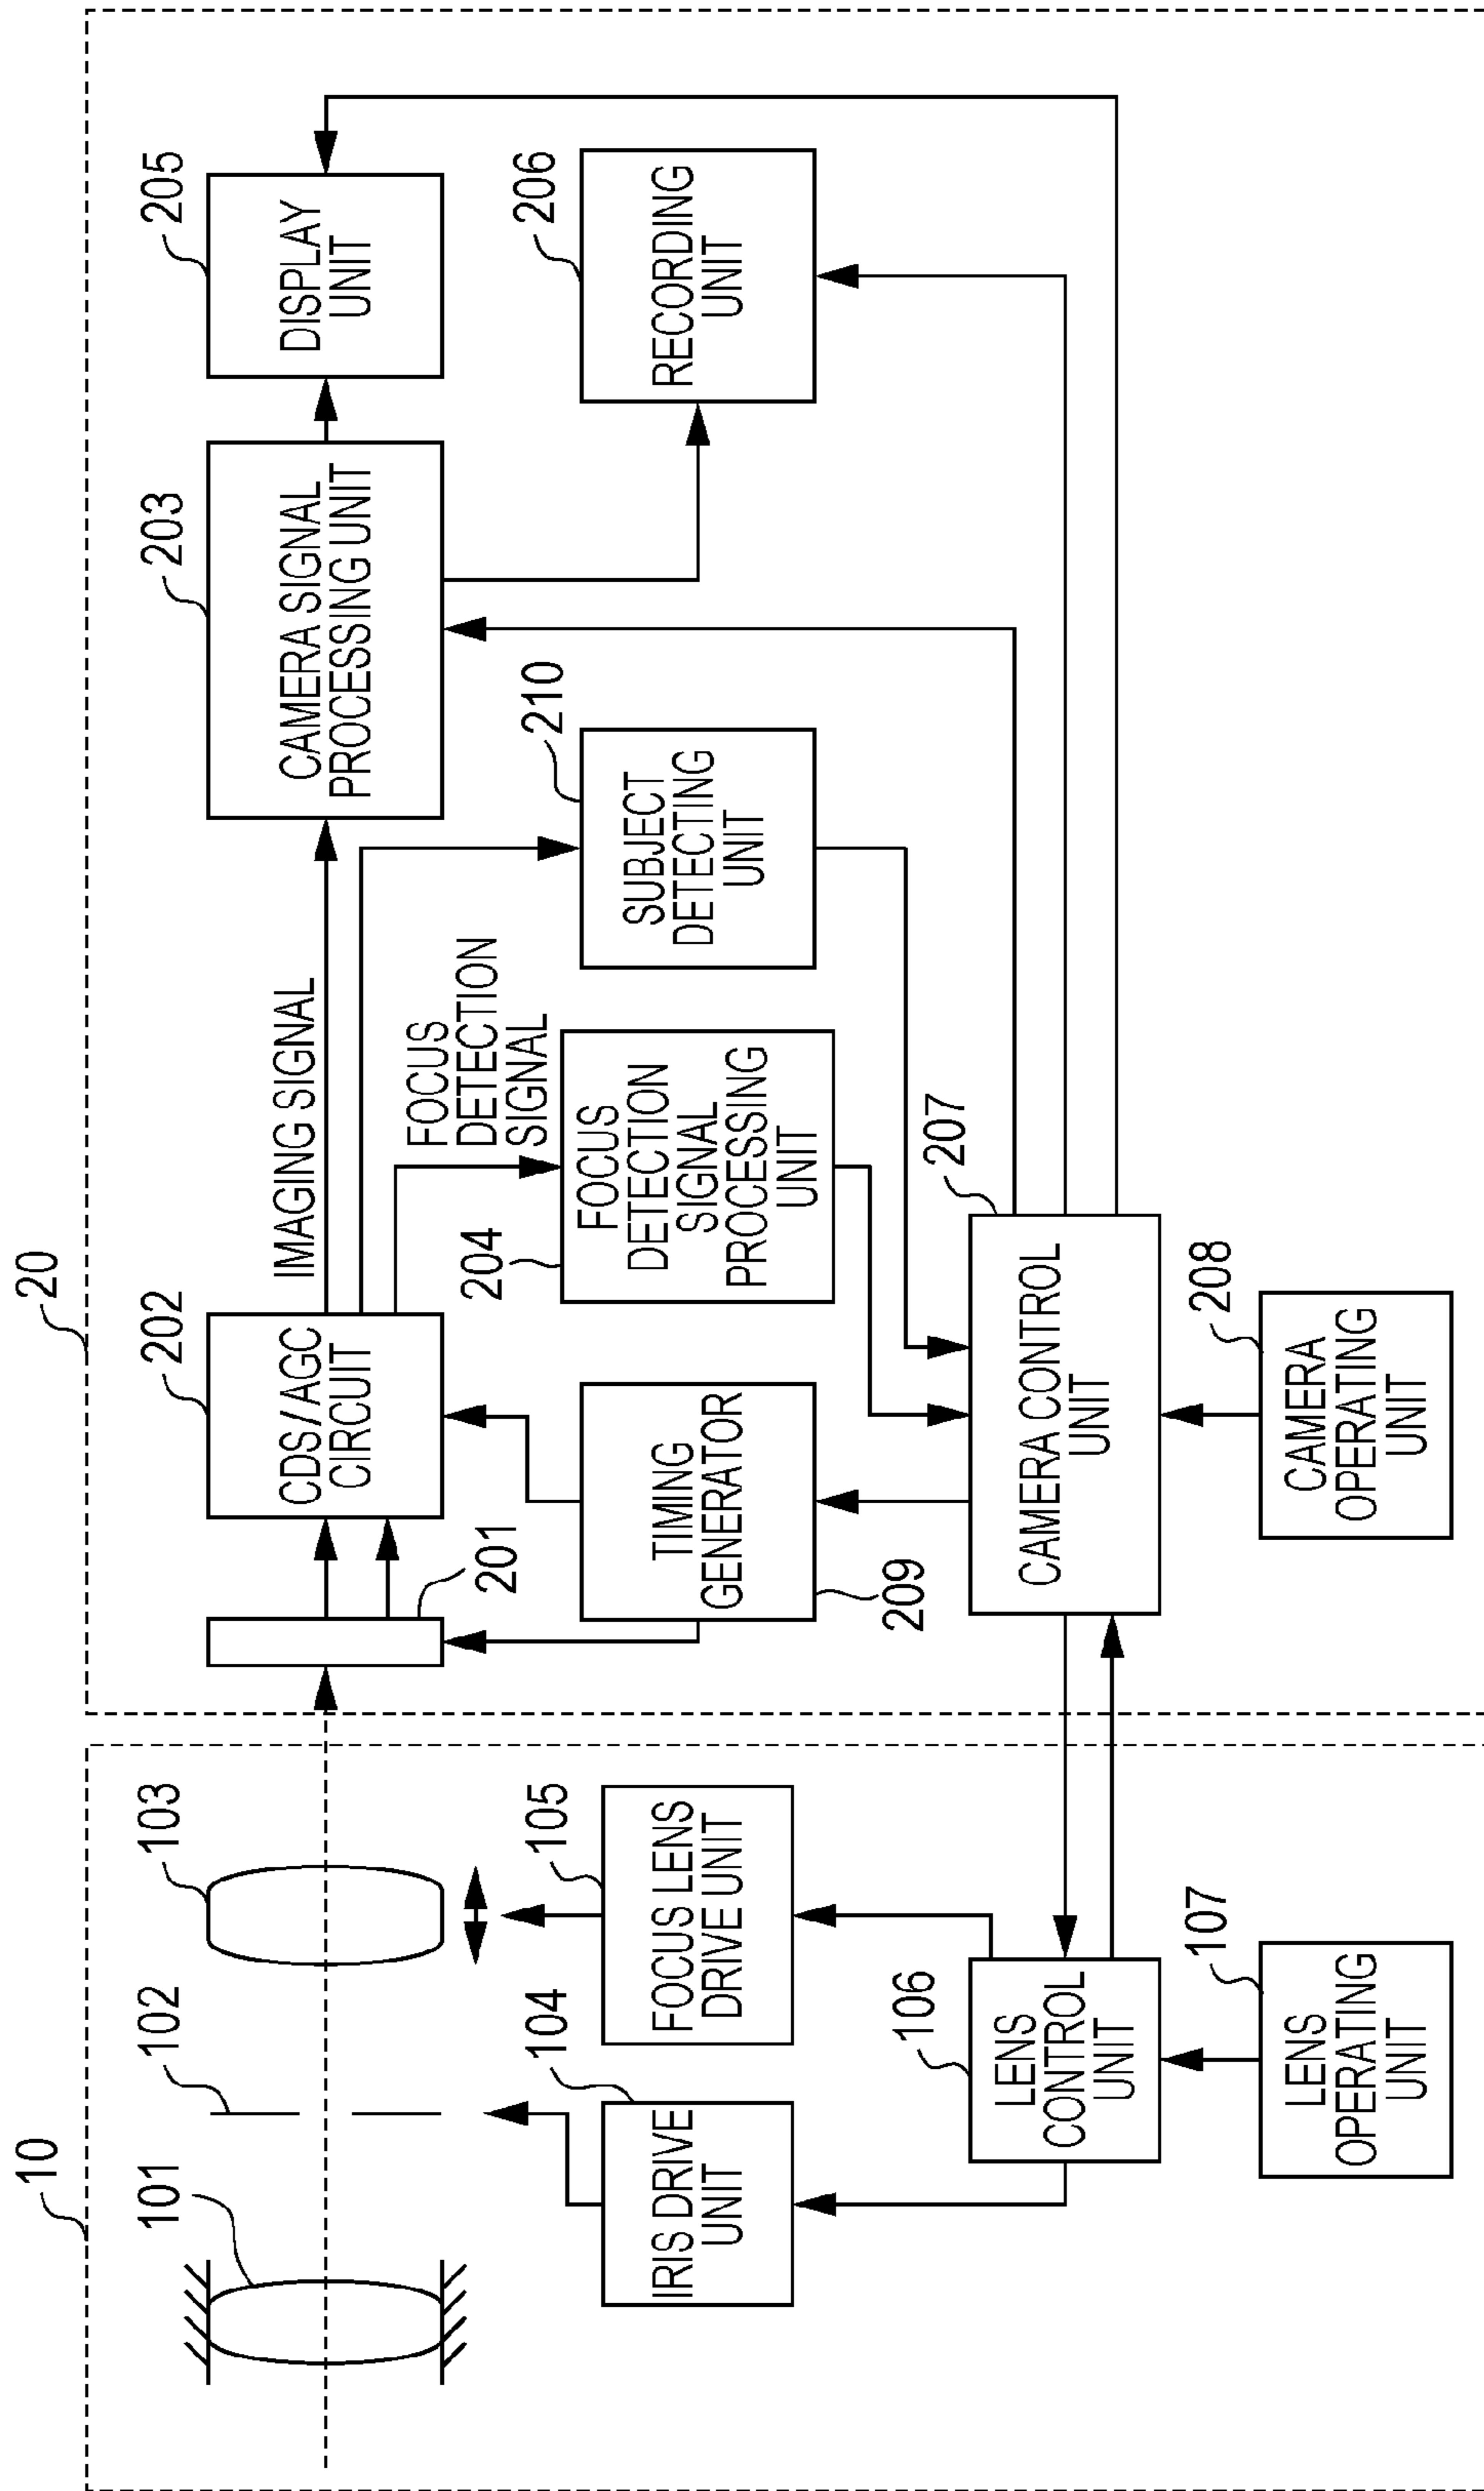 10
20
101
102
103
201
202
CDS/AGC
CIRCUIT
IMAGING SIGNAL
203
CAMERA SIGNAL
PROCESSING UNIT
205
DISPLAY
UNIT
104
IRIS DRIVE
UNIT
105
FOCUS LENS
DRIVE UNIT
TIMING
GENERATOR
209
FOCUS
DETECTION
SIGNAL
204
FOCUS
DETECTION
SIGNAL
PROCESSING
UNIT
210
SUBJECT
DETECTING
UNIT
206
RECORDING
UNIT
106
LENS
CONTROL
UNIT
207
CAMERA CONTROL
UNIT
107
LENS
OPERATING
UNIT
208
CAMERA
OPERATING
UNIT